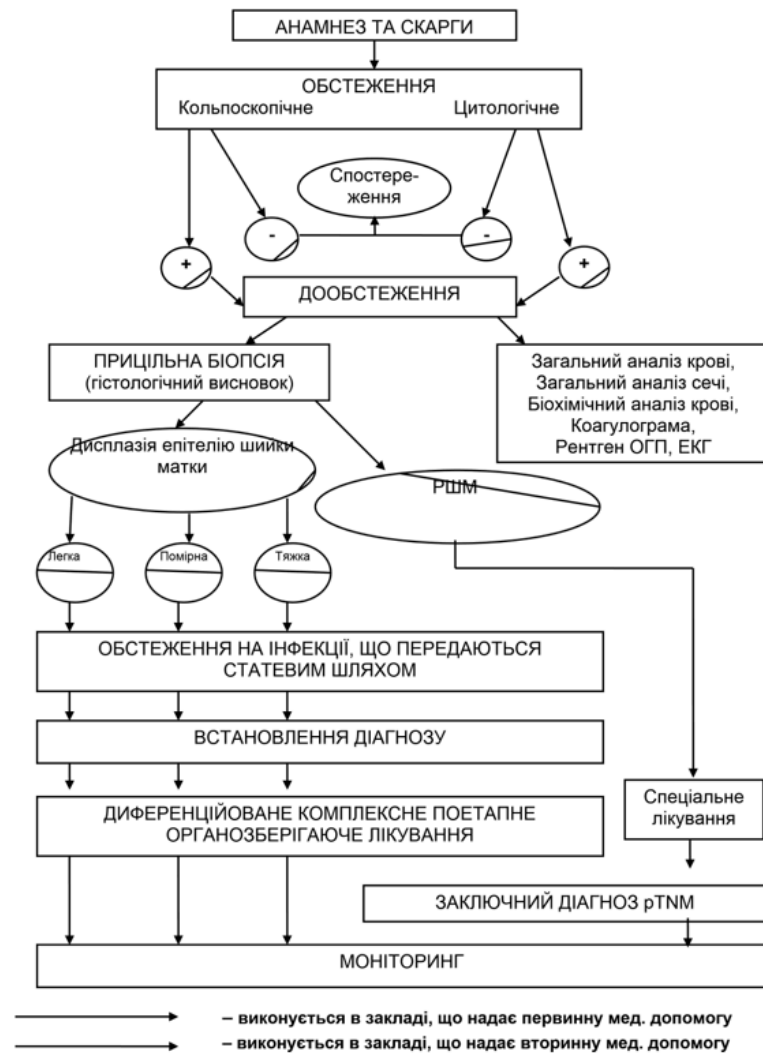 АНАМНЕЗ ТА СКАРГИ
ОБСТЕЖЕННЯ
Кольпоскопічне Цитологічне
Спостере-
ження
-
-
+
+
ДООБСТЕЖЕННЯ
ПРИЦІЛЬНА БІОПСІЯ
(гістологічний висновок)
Загальний аналіз крові,
Загальний аналіз сечі,
Біохімічний аналіз крові,
Коагулограма,
Рентген ОГП, ЕКГ
Дисплазія епітелію шийки
матки
РШМ
Легка
Помірна
Тяжка
ОБСТЕЖЕННЯ НА ІНФЕКЦІЇ, ЩО ПЕРЕДАЮТЬСЯ
СТАТЕВИМ ШЛЯХОМ
ВСТАНОВЛЕННЯ ДІАГНОЗУ
ДИФЕРЕНЦІЙОВАНЕ КОМПЛЕКСНЕ ПОЕТАПНЕ
ОРГАНОЗБЕРІГАЮЧЕ ЛІКУВАННЯ
Спеціальне
лікування
ЗАКЛЮЧНИЙ ДІАГНОЗ pTNM
МОНІТОРИНГ
– виконується в закладі, що надає первинну мед. допомогу
– виконується в закладі, що надає вторинну мед. допомогу